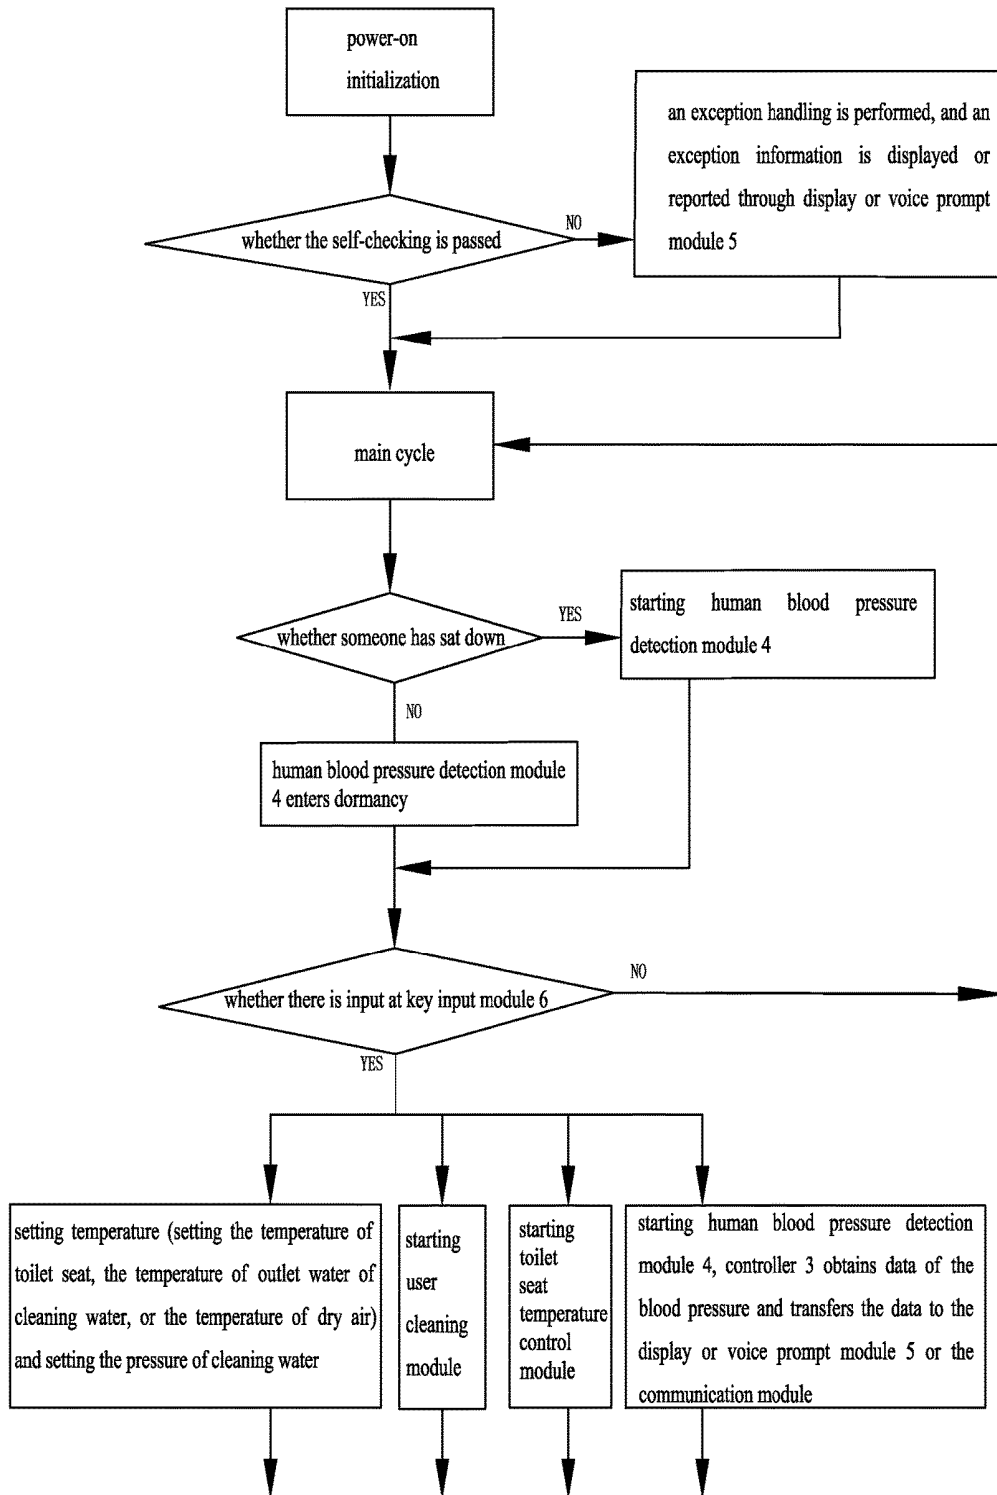 power-on
initialization
an exception handling is performed, and an
exception information is displayed or
reported through display or voice prompt
module 5
whether the self-checking is passed
NO
YES
main cycle
whether someone has sat down
YES
starting human blood pressure
detection module 4
NO
human blood pressure detection module
4 enters dormancy
whether there is input at key input module 6
NO
YES
setting temperature (setting the temperature of
toilet seat, the temperature of outlet water of
cleaning water, or the temperature of dry air)
and setting the pressure of cleaning water
starting
user
cleaning
module
starting
toilet
seat
temperature
control
module
starting human blood pressure detection
module 4, controller 3 obtains data of the
blood pressure and transfers the data to the
display or voice prompt module 5 or the
communication module